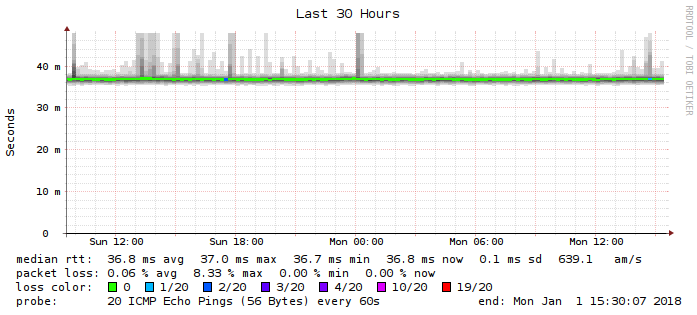 Last 30 Hours
RRDTOOL / TOBI OETIKER
Seconds
40 m
30 m
20 m
10 m
0
Sun 12:00 Sun 18:00 Mon 00:00 Mon 06:00 Mon 12:00
median rtt: 36.8 ms avg 37.0 ms max 36.7 ms min 36.8 ms now 0.1 ms sd 639.1 am/s
packet loss: 0.06 % avg 8.33 % max 0.00 % min 0.00 % now
loss color: 0 1/20 2/20 3/20 4/20 10/20 19/20
probe: 20 ICMP Echo Pings (56 Bytes) every 60s end: Mon Jan 1 15:30:07 2018